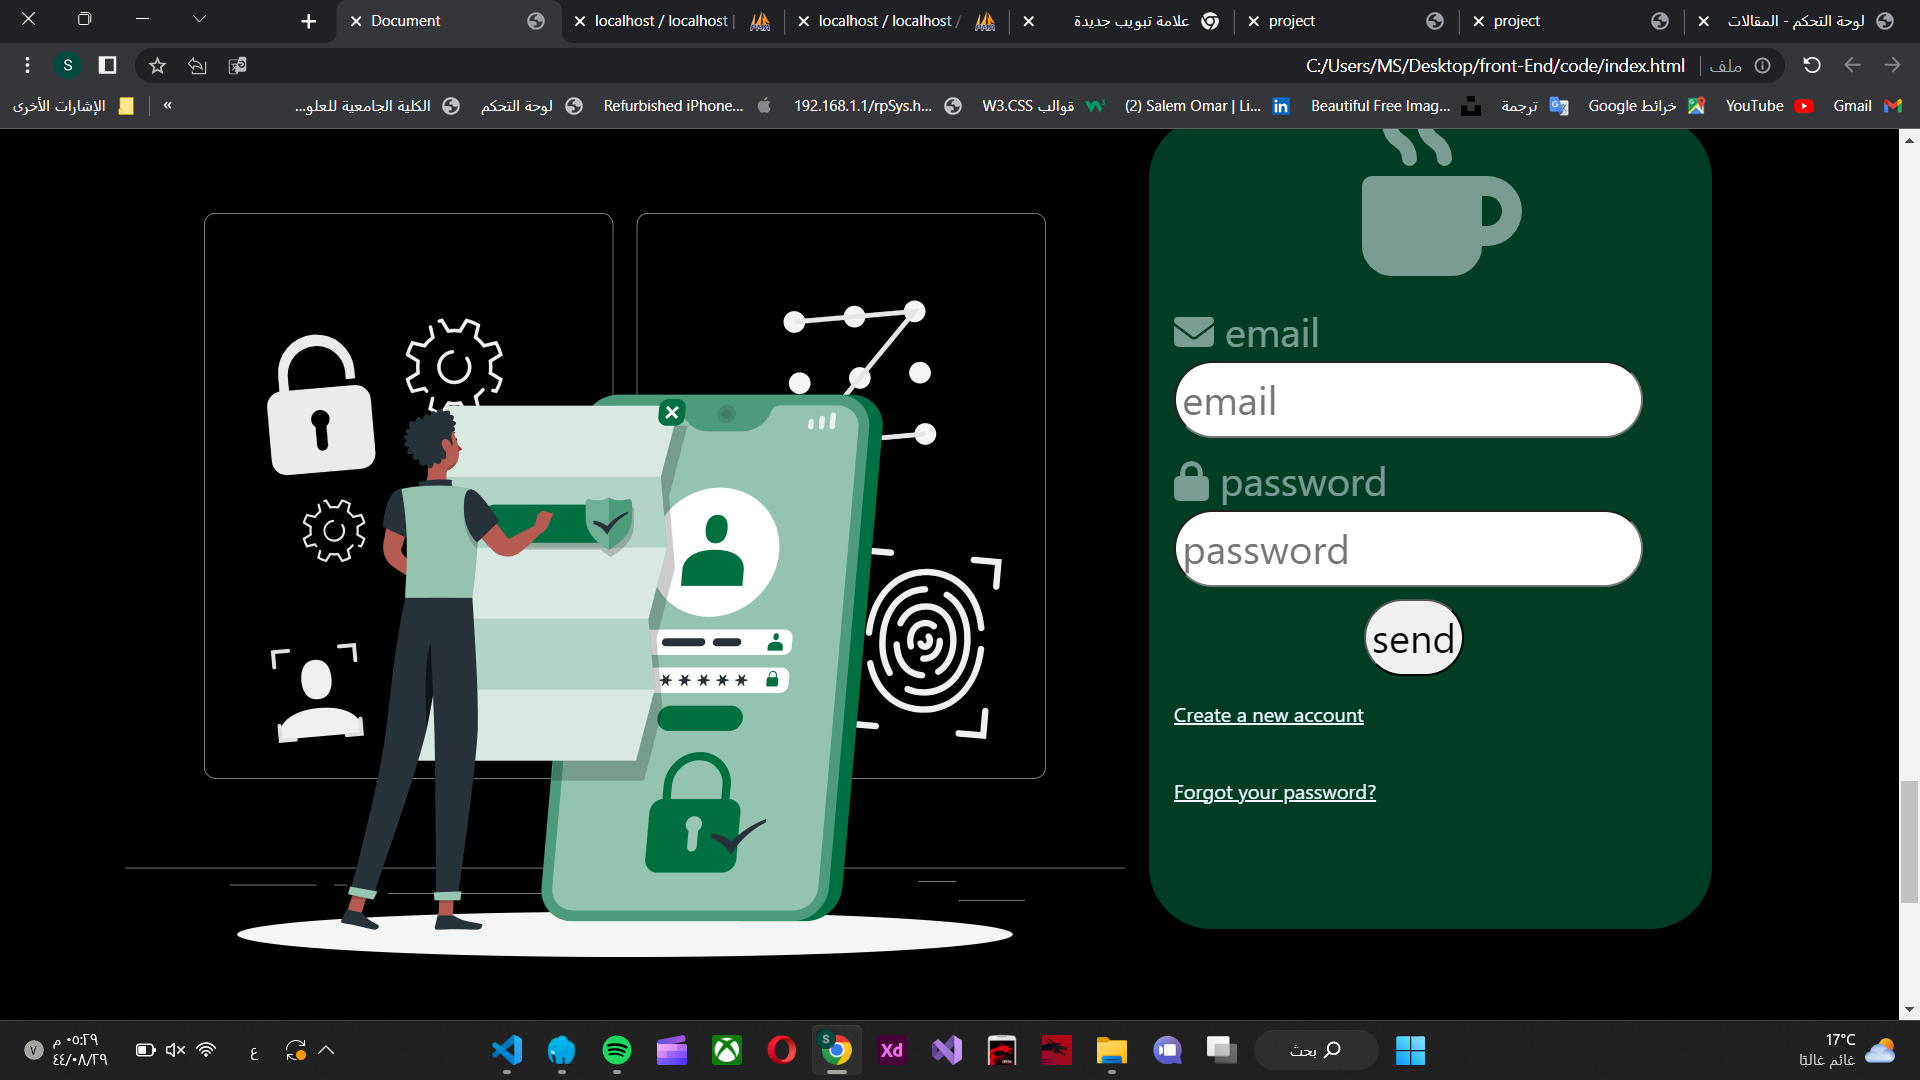 Document
localhost / localhost |
localhost / localhost /
علامة تبويب جديدة
project
project
لوحة التحكم - المقالات
S
ملف
C:/Users/MS/Desktop/front-End/code/index.html
Gmail
YouTube
خرائط Google
ترجمة
Beautiful Free Imag...
(2) Salem Omar | Li...
قوالب W3.CSS
192.168.1.1/rpSys.h...
Refurbished iPhone...
لوحة التحكم
الكلية الجامعية للعلو...
«
الإشارات الأخرى
email
email
password
password
send
Create a new account
Forgot your password?
*****
٠٥:٢٩ م
٤٤/٠٨/٢٩
٧
ع
Xd
بحث
17°C
غائم غالبًا